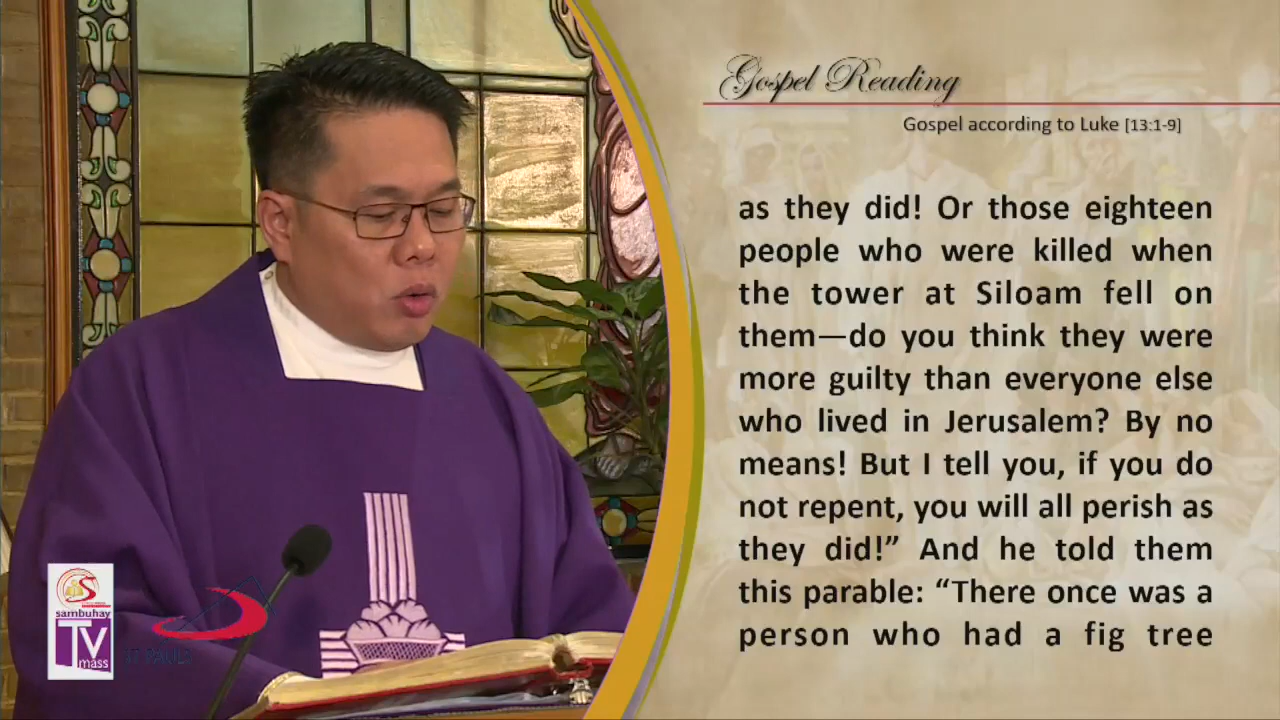 Gospel Reading
Gospel according to Luke [13:1-9]
as they did! Or those eighteen
people who were killed when
the tower at Siloam fell on
them—do you think they were
more guilty than everyone else
who lived in Jerusalem? By no
means! But I tell you, if you do
not repent, you will all perish as
they did!” And he told them
this parable: “There once was a
person who had a fig tree
sambuhay
TV
mass
ST PAULS